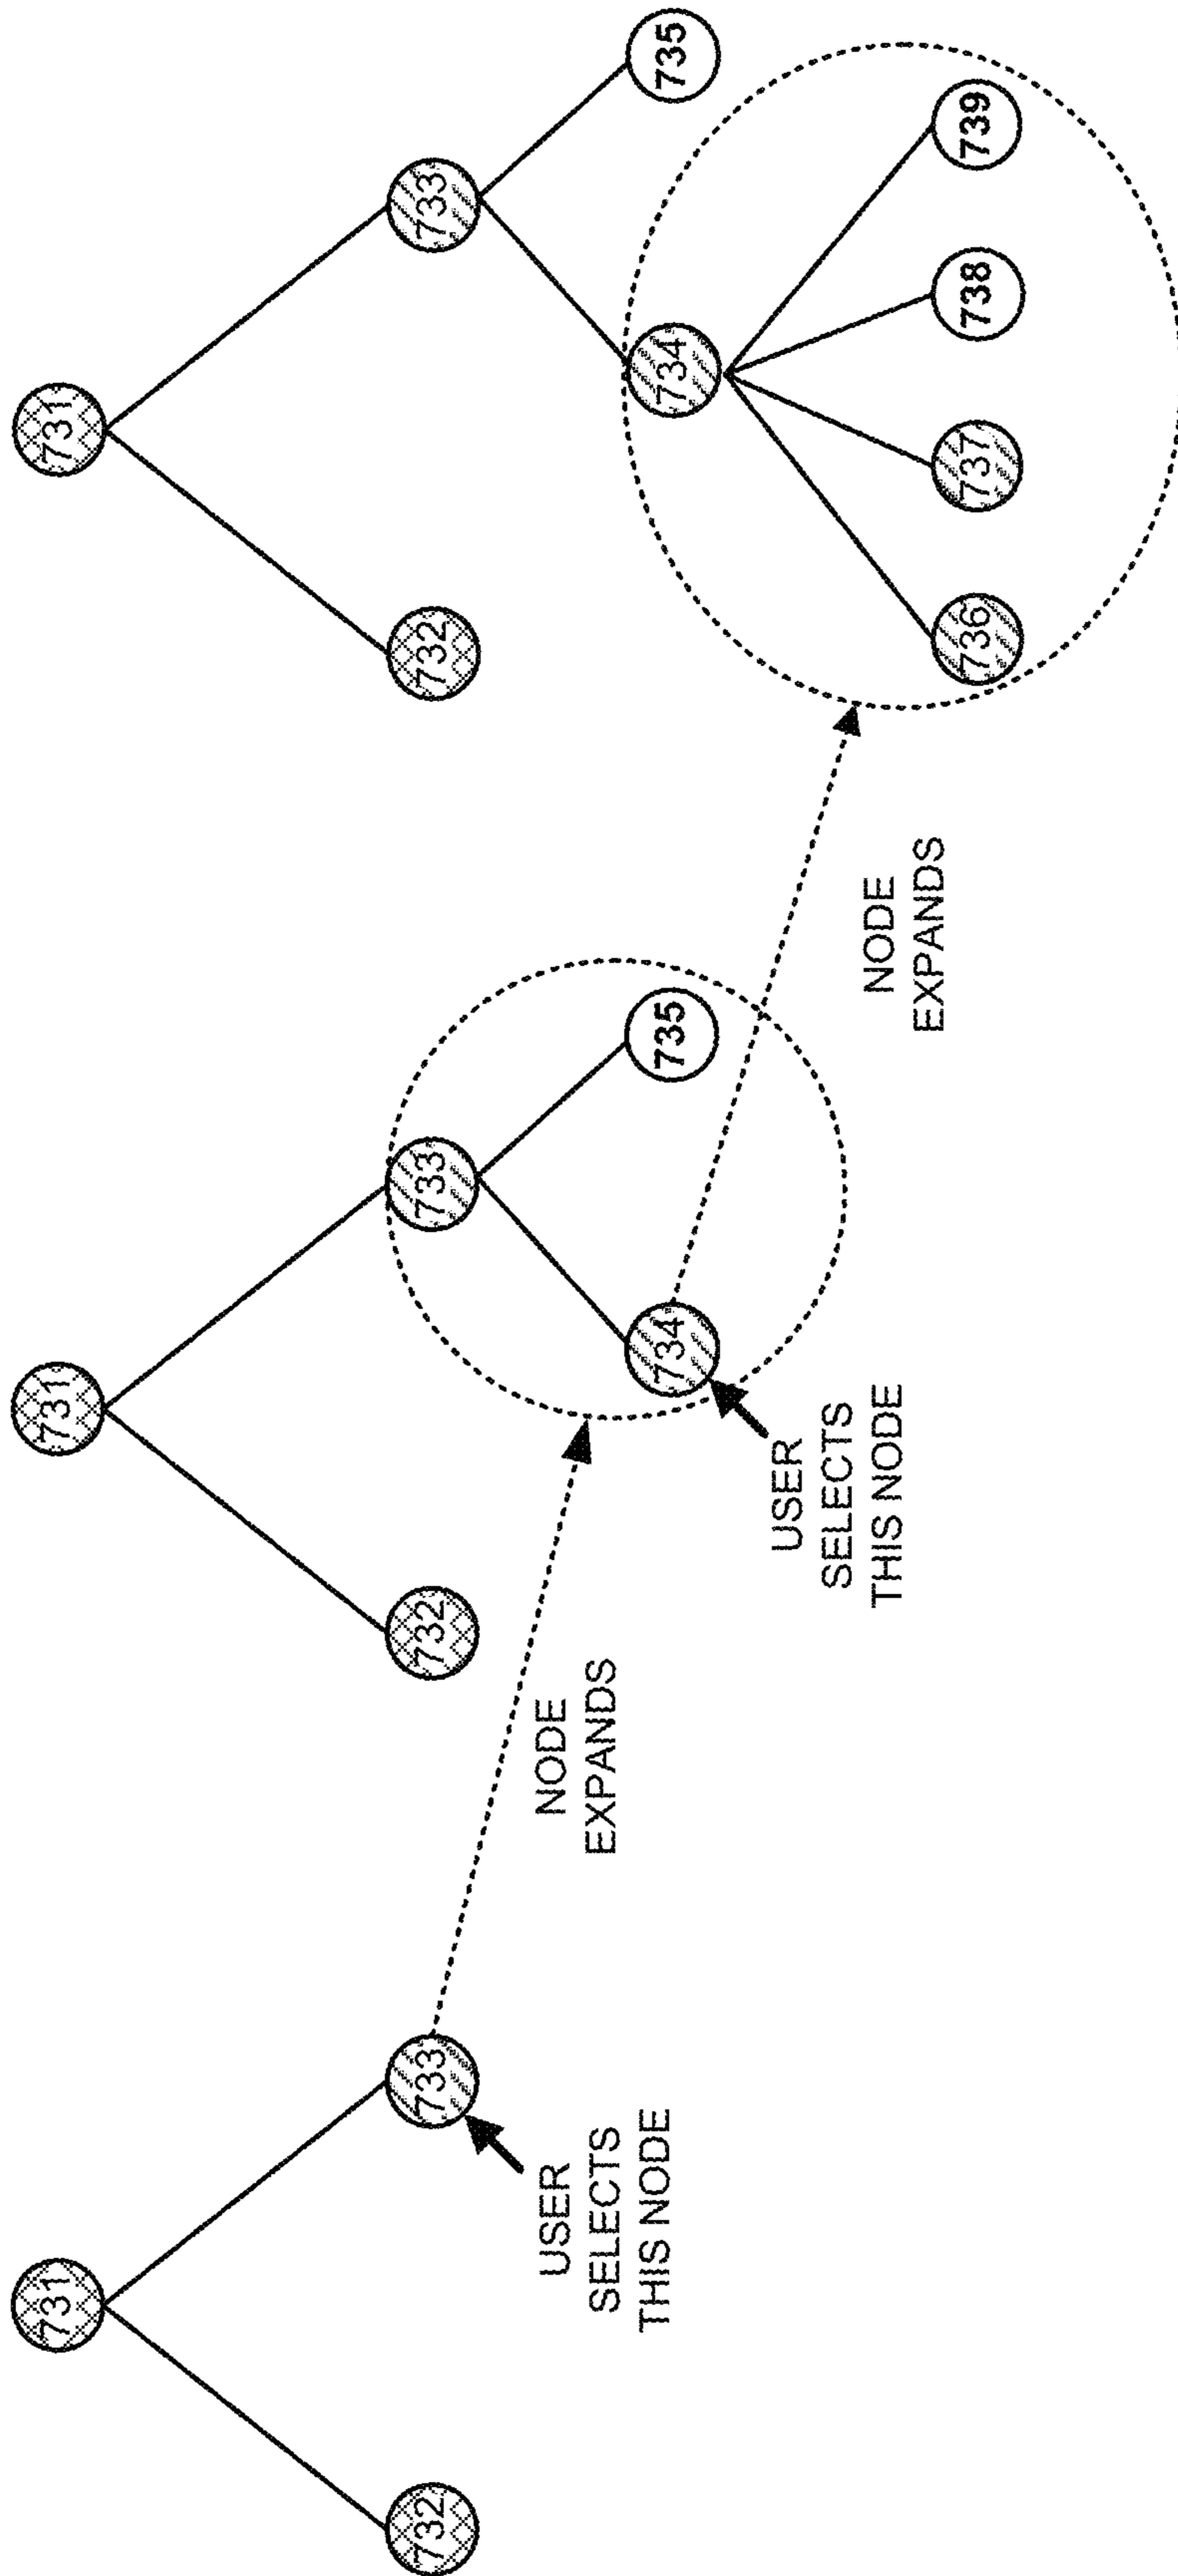 731
732
733
USER
SELECTS
THIS NODE
NODE
EXPANDS
731
732
733
734
735
USER
SELECTS
THIS NODE
NODE
EXPANDS
731
732
733
734
735
736
737
738
739